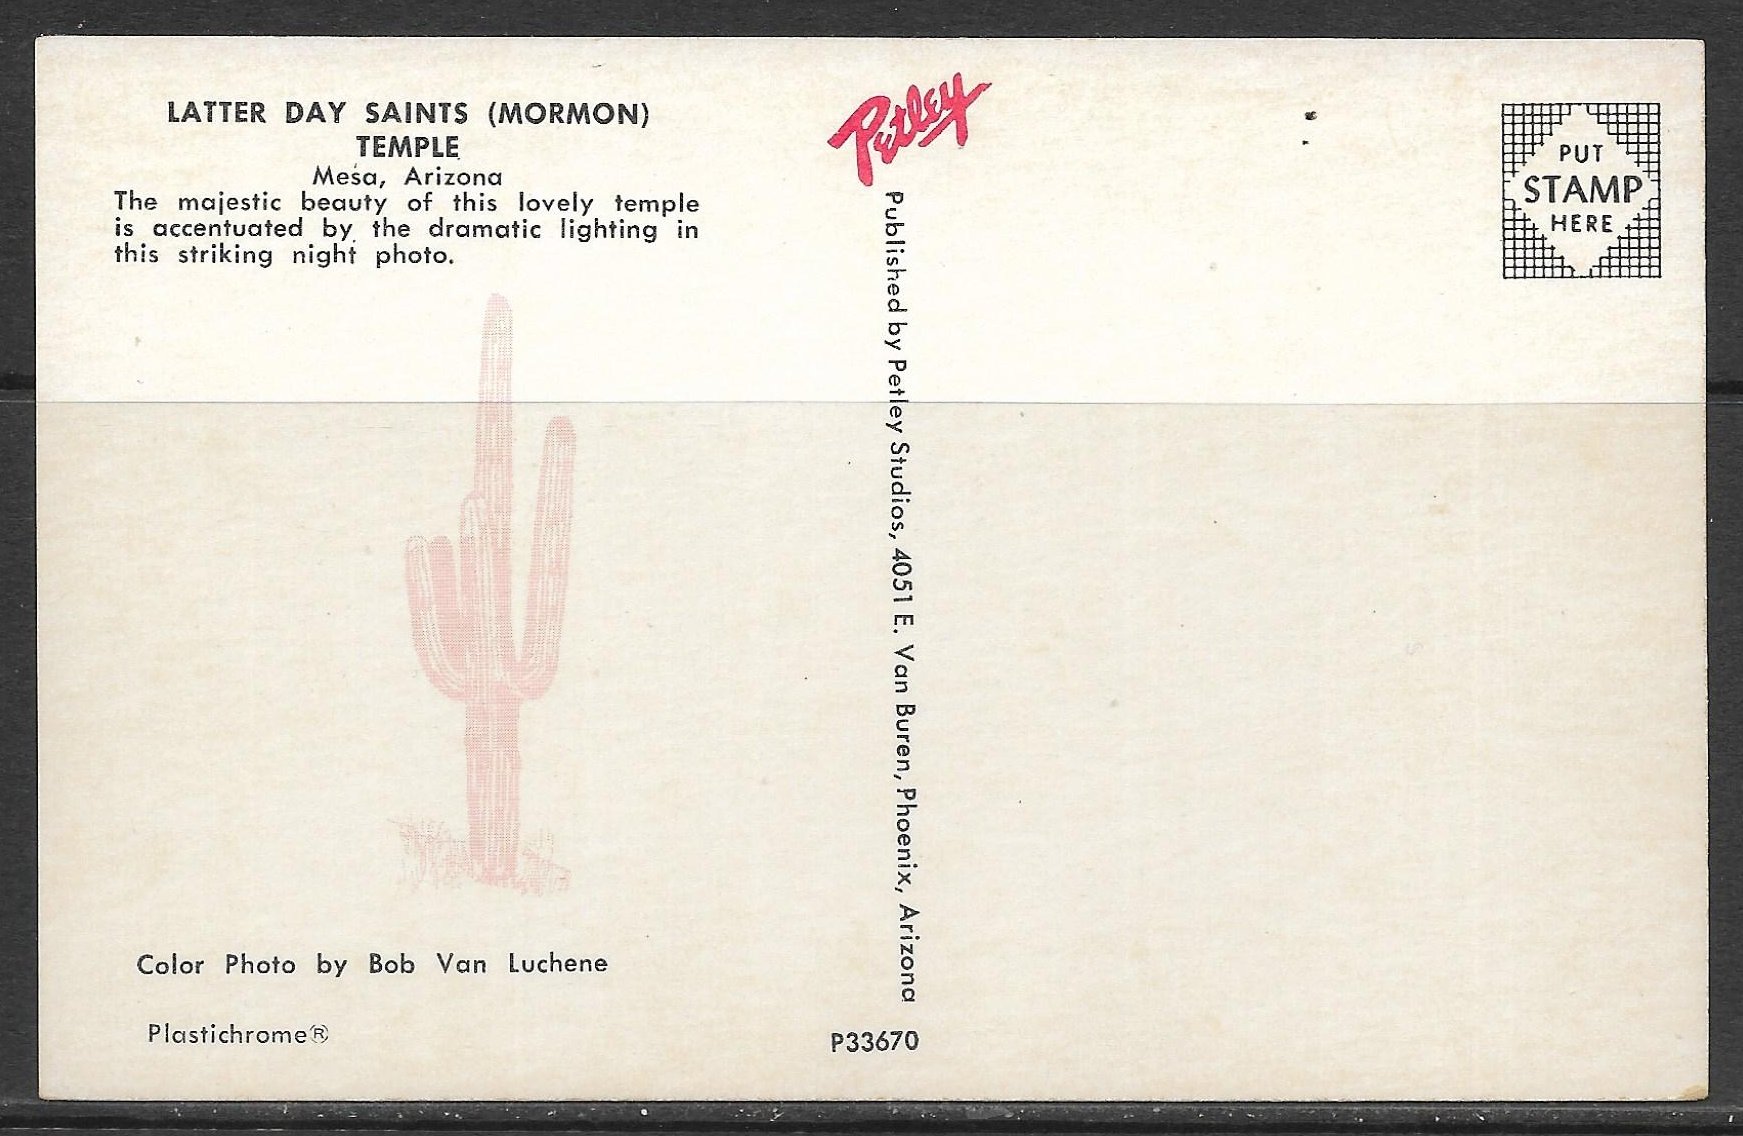 LATTER DAY SAINTS (MORMON)
TEMPLE
Mesa, Arizona
The majestic beauty of this lovely temple
is accentuated by the dramatic lighting in
this striking night photo.
Color Photo by Bob Van Luchene
Plastichrome®
Petley
Published by Petley Studios, 4051 E. Van Buren, Phoenix, Arizona
P33670
PUT
STAMP
HERE